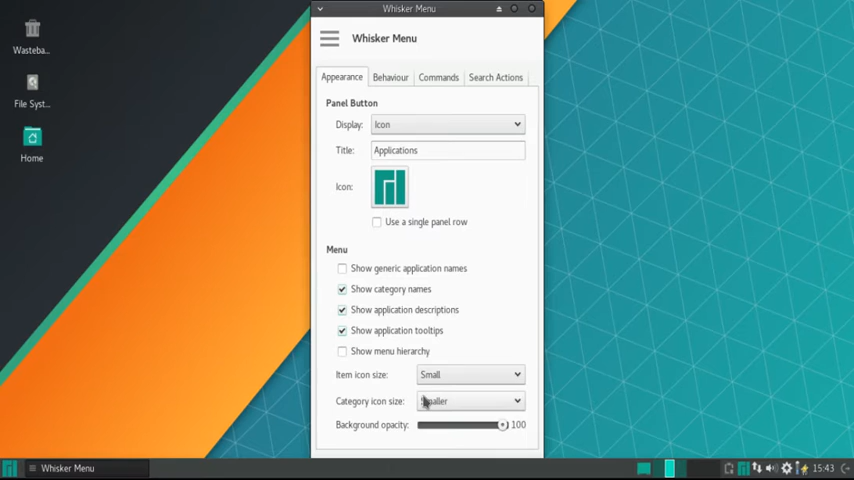 Whisker Menu
Wasteba...
File Syst...
Home
Whisker Menu
Appearance Behaviour Commands Search Actions
Panel Button
Display: Icon
Title: Applications
Icon:
Use a single panel row
Menu
Show generic application names
Show category names
Show application descriptions
Show application tooltips
Show menu hierarchy
Item icon size: Small
Category icon size: Smaller
Background opacity: 100
Whisker Menu
15:43